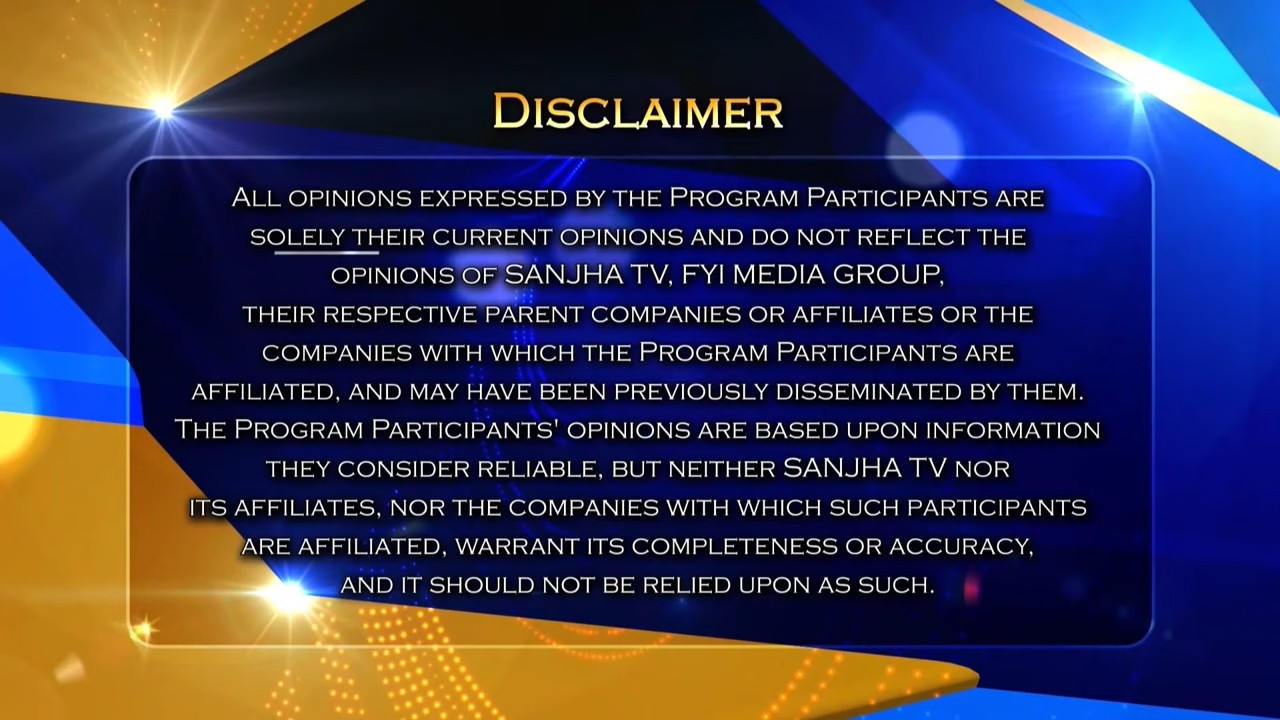 Disclaimer
All opinions expressed by the Program Participants are
solely their current opinions and do not reflect the
opinions of SANJHA TV, FYI MEDIA GROUP,
their respective parent companies or affiliates or the
companies with which the Program Participants are
affiliated, and may have been previously disseminated by them.
The Program Participants' opinions are based upon information
they consider reliable, but neither SANJHA TV nor
its affiliates, nor the companies with which such participants
are affiliated, warrant its completeness or accuracy,
and it should not be relied upon as such.